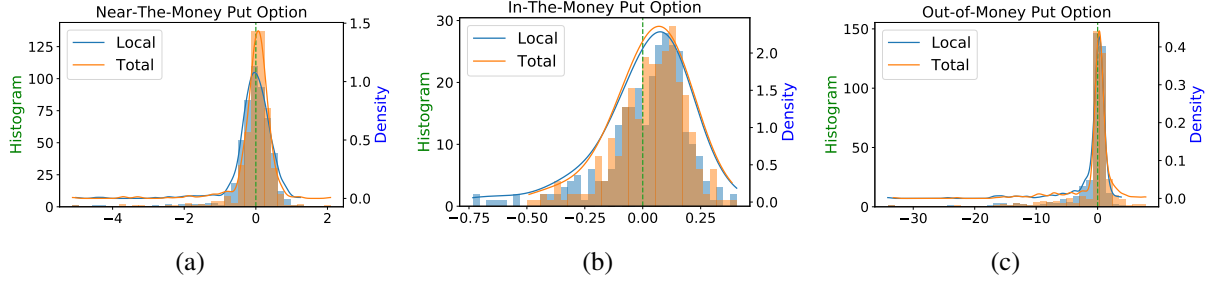 Near-The-Money Put Option
Local
Total
Histogram
Density
0
25
50
75
100
125
0.0
0.5
1.0
1.5
−4
−2
0
2
(a)
In-The-Money Put Option
Local
Total
Histogram
Density
0
10
20
30
0.0
0.5
1.0
1.5
2.0
−0.75
−0.50
−0.25
0.00
0.25
(b)
Out-of-Money Put Option
Local
Total
Histogram
Density
0
50
100
150
0.0
0.1
0.2
0.3
0.4
−30
−20
−10
0
(c)